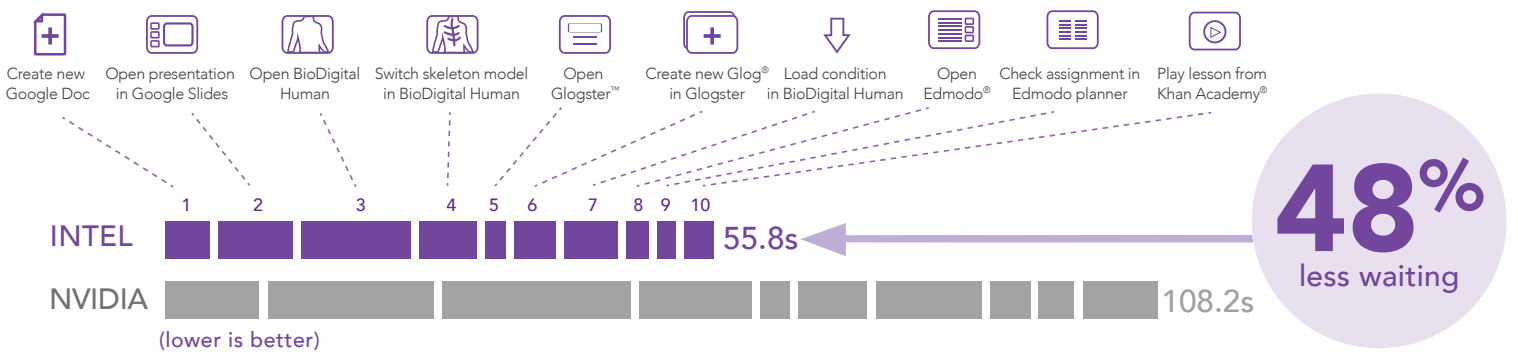 Create new
Google Doc
Open presentation
in Google Slides
Open BioDigital
Human
Switch skeleton model
in BioDigital Human
Open
Glogster™
Create new Glog®
in Glogster
Load condition
in BioDigital Human
Open
Edmodo®
Check assignment in
Edmodo planner
Play lesson from
Khan Academy®
1 2 3 4 5 6 7 8 9 10
INTEL 55.8s
48%
less waiting
NVIDIA 108.2s
(lower is better)